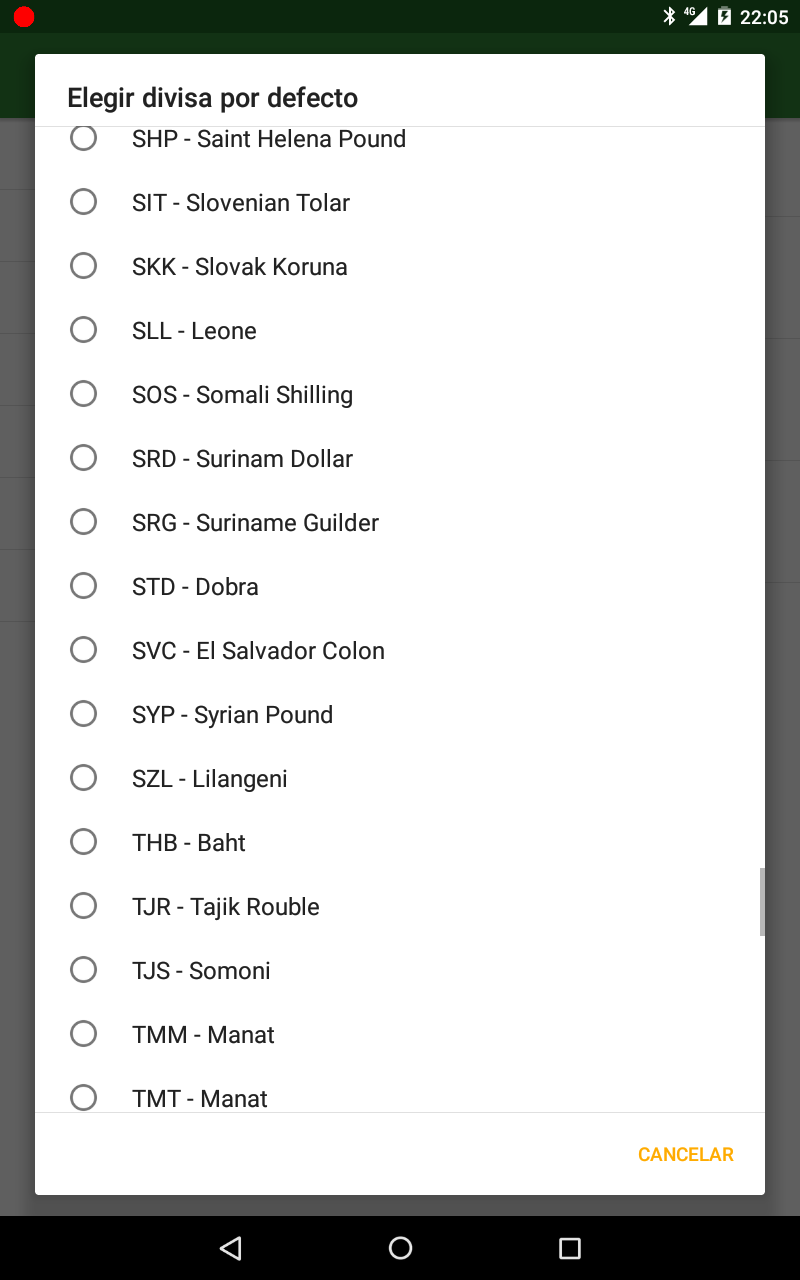 4G 22:05
Elegir divisa por defecto
SHP - Saint Helena Pound
SIT - Slovenian Tolar
SKK - Slovak Koruna
SLL - Leone
SOS - Somali Shilling
SRD - Surinam Dollar
SRG - Suriname Guilder
STD - Dobra
SVC - El Salvador Colon
SYP - Syrian Pound
SZL - Lilangeni
THB - Baht
TJR - Tajik Rouble
TJS - Somoni
TMM - Manat
TMT - Manat
CANCELAR